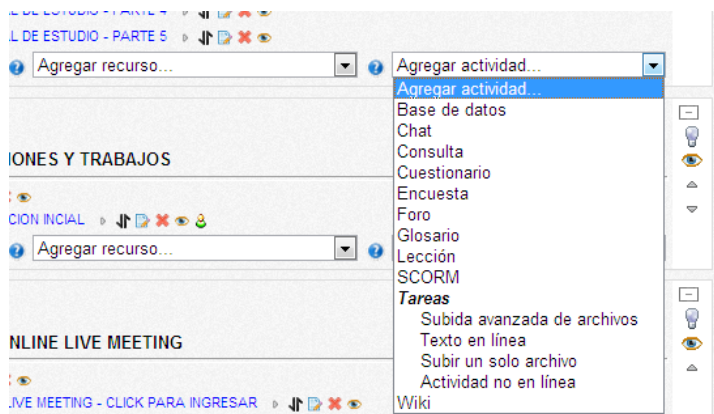 L DE ESTUDIO - PARTE 5
Agregar recurso... Agregar actividad...
Agregar actividad...
Base de datos
Chat
Consulta
Cuestionario
Encuesta
Foro
Glosario
Lección
SCORM
Tareas
Subida avanzada de archivos
Texto en línea
Subir un solo archivo
Actividad no en línea
Wiki
IONES Y TRABAJOS
CION INCIAL
Agregar recurso...
NLINE LIVE MEETING
LIVE MEETING - CLICK PARA INGRESAR